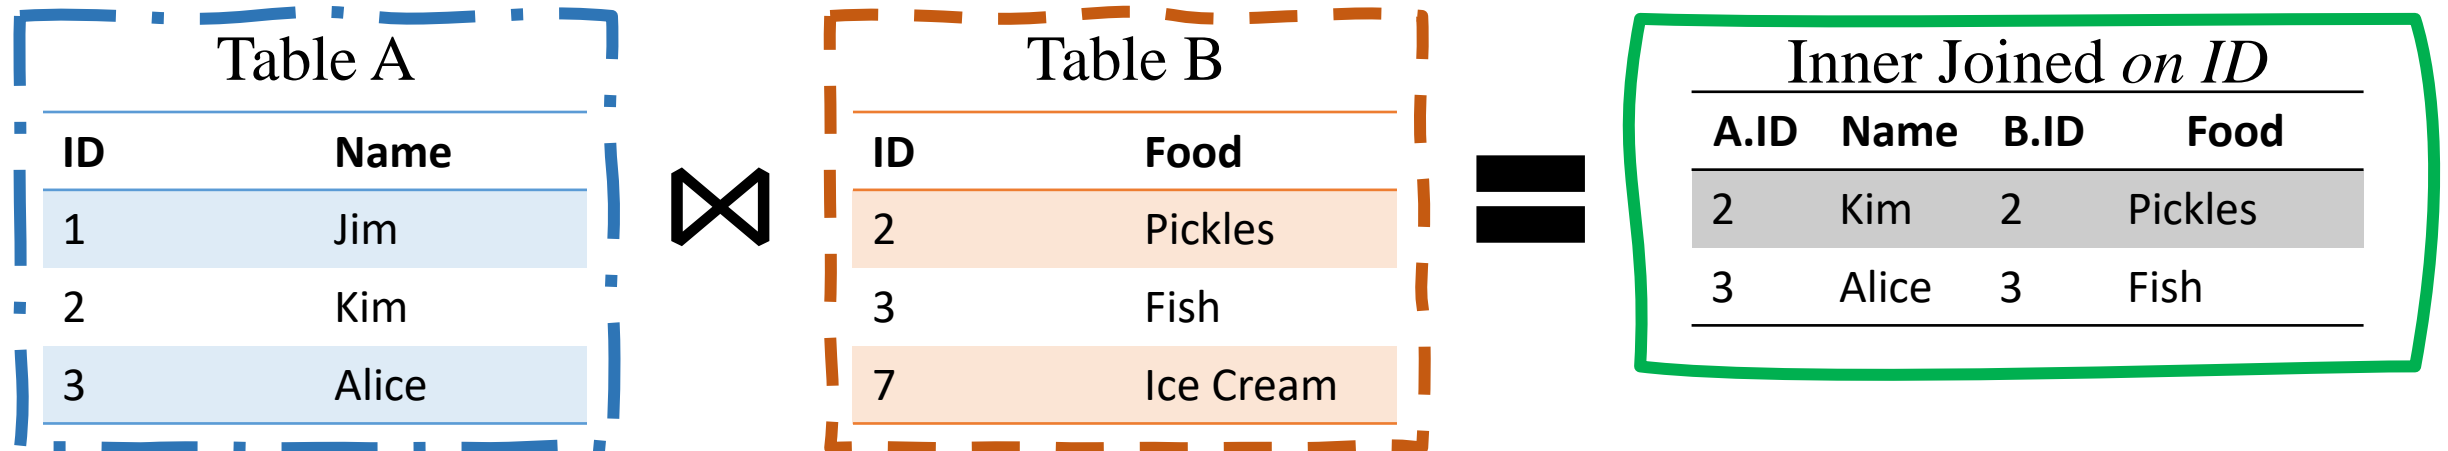 Table A
ID Name
1 Jim
2 Kim
3 Alice
⋈
Table B
ID Food
2 Pickles
3 Fish
7 Ice Cream
=
Inner Joined on ID
A.ID Name B.ID Food
2 Kim 2 Pickles
3 Alice 3 Fish